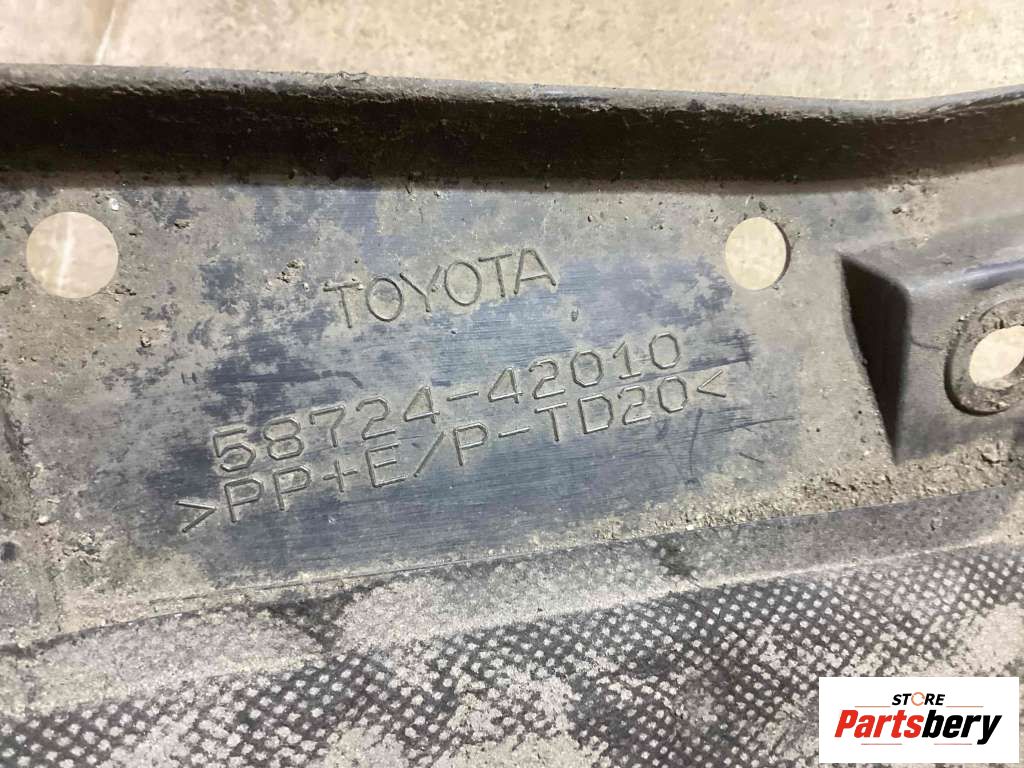 TOYOTA
58724-42010
>PP+E/P-TD20<
STORE
Partsbery